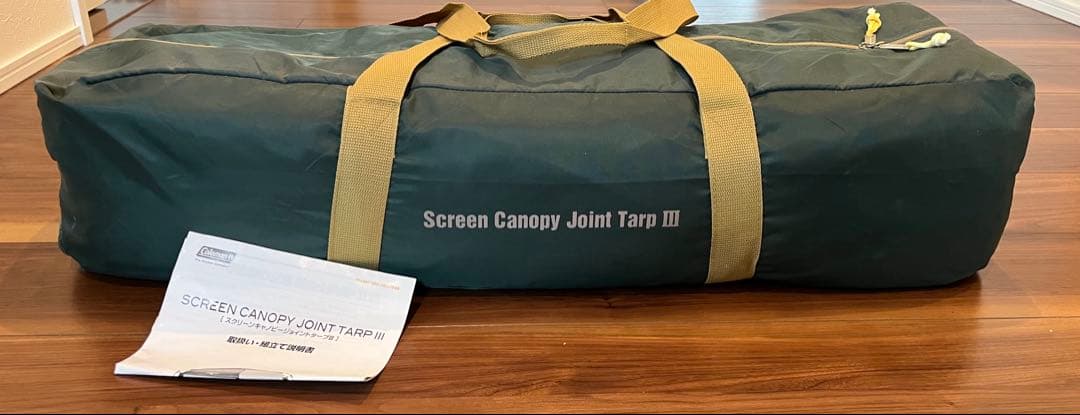 Screen Canopy Joint Tarp III
Coleman
SCREEN CANOPY JOINT TARP III
[ スクリーンキャノピージョイントタープIII ]
取扱い・組立て説明書